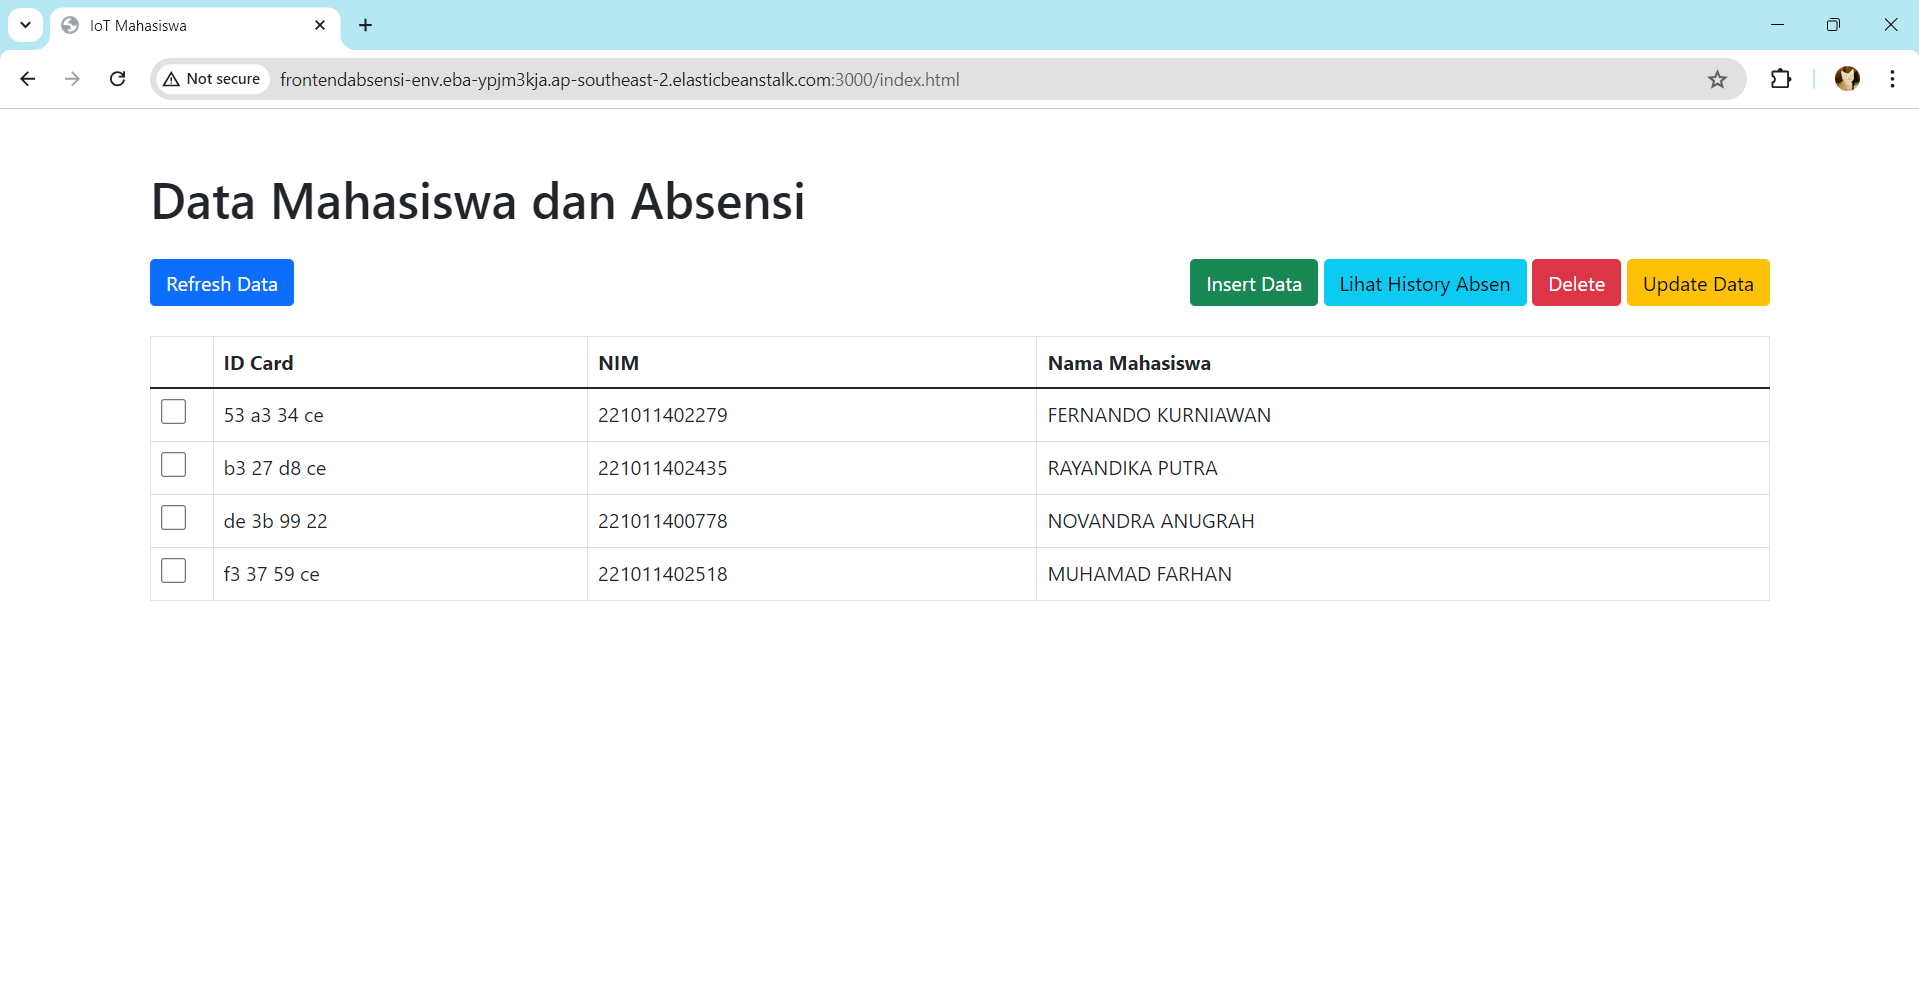 IoT Mahasiswa
Not secure frontendabsensi-env.eba-ypjm3kja.ap-southeast-2.elasticbeanstalk.com:3000/index.html
Data Mahasiswa dan Absensi
Refresh Data Insert Data Lihat History Absen Delete Update Data
ID Card NIM Nama Mahasiswa
53 a3 34 ce 221011402279 FERNANDO KURNIAWAN
b3 27 d8 ce 221011402435 RAYANDIKA PUTRA
de 3b 99 22 221011400778 NOVANDRA ANUGRAH
f3 37 59 ce 221011402518 MUHAMAD FARHAN